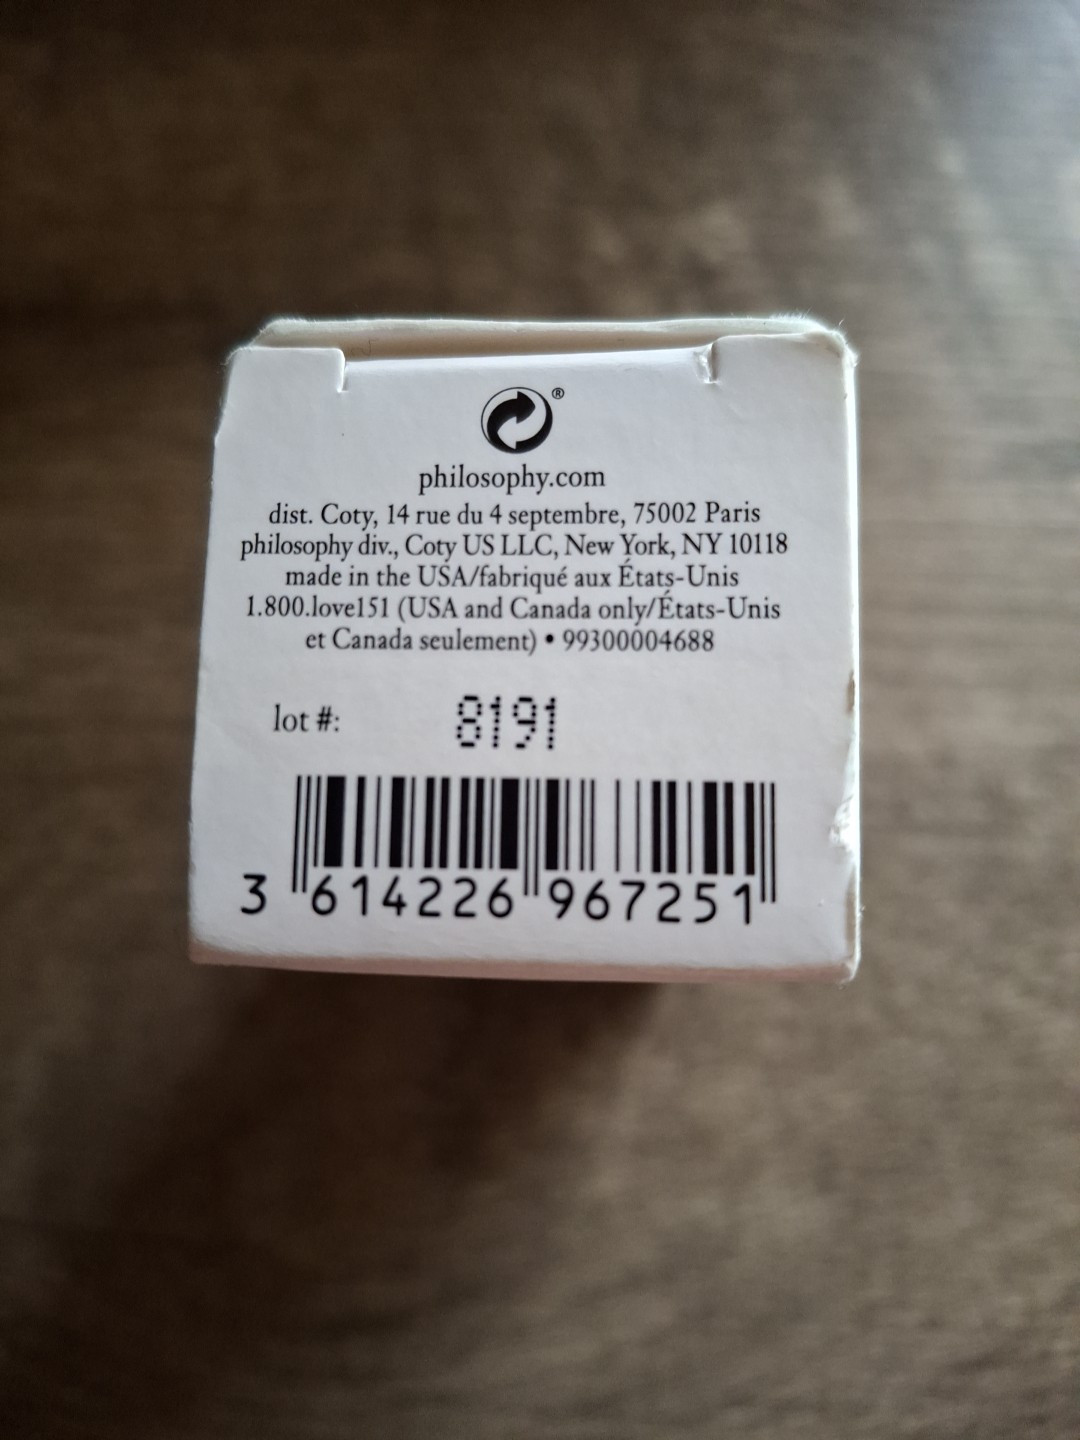 ®
philosophy.com
dist. Coty, 14 rue du 4 septembre, 75002 Paris
philosophy div., Coty US LLC, New York, NY 10118
made in the USA/fabriqué aux États-Unis
1.800.love151 (USA and Canada only/États-Unis
et Canada seulement) • 99300004688
lot #: 8191
3 614226 967251